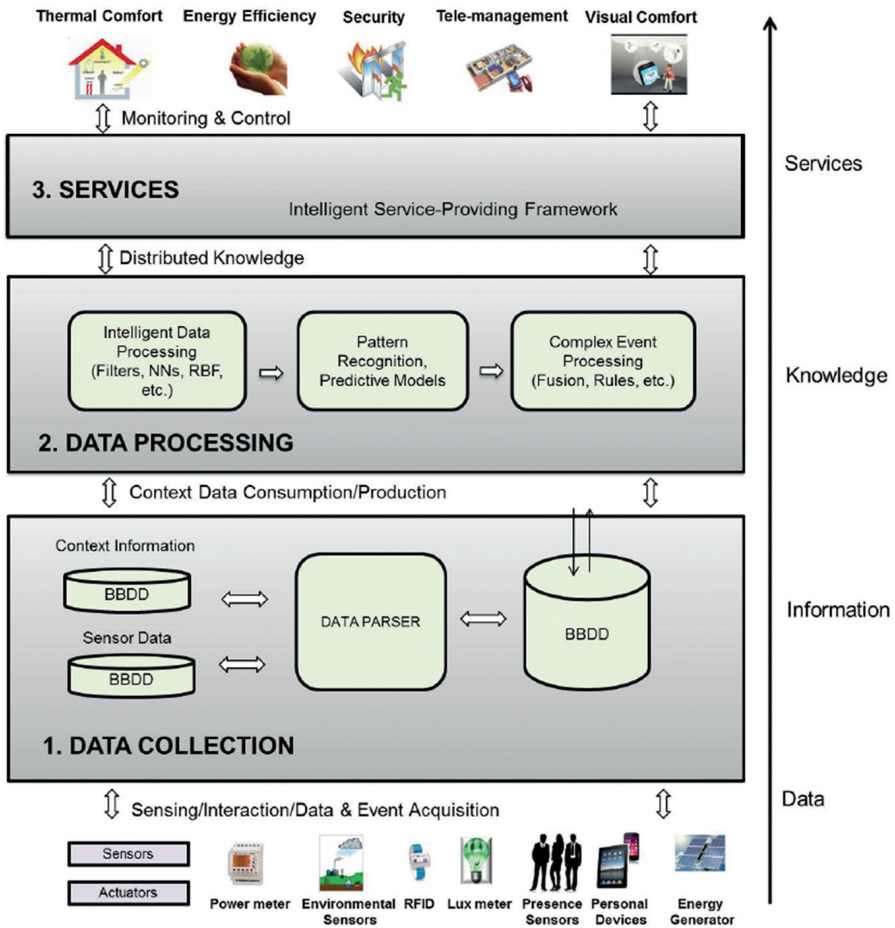 Thermal Comfort
Energy Efficiency
Security
Tele-management
Visual Comfort
Monitoring & Control
Services
3. SERVICES
Intelligent Service-Providing Framework
Distributed Knowledge
Intelligent Data
Processing
(Filters, NNs, RBF,
etc.)
Pattern
Recognition,
Predictive Models
Complex Event
Processing
(Fusion, Rules, etc.)
Knowledge
2. DATA PROCESSING
Context Data Consumption/Production
Context Information
BBDD
Sensor Data
BBDD
DATA PARSER
BBDD
Information
1. DATA COLLECTION
Data
Sensing/Interaction/Data & Event Acquisition
Sensors
Actuators
Power meter
Environmental
Sensors
RFID
Lux meter
Presence
Sensors
Personal
Devices
Energy
Generator